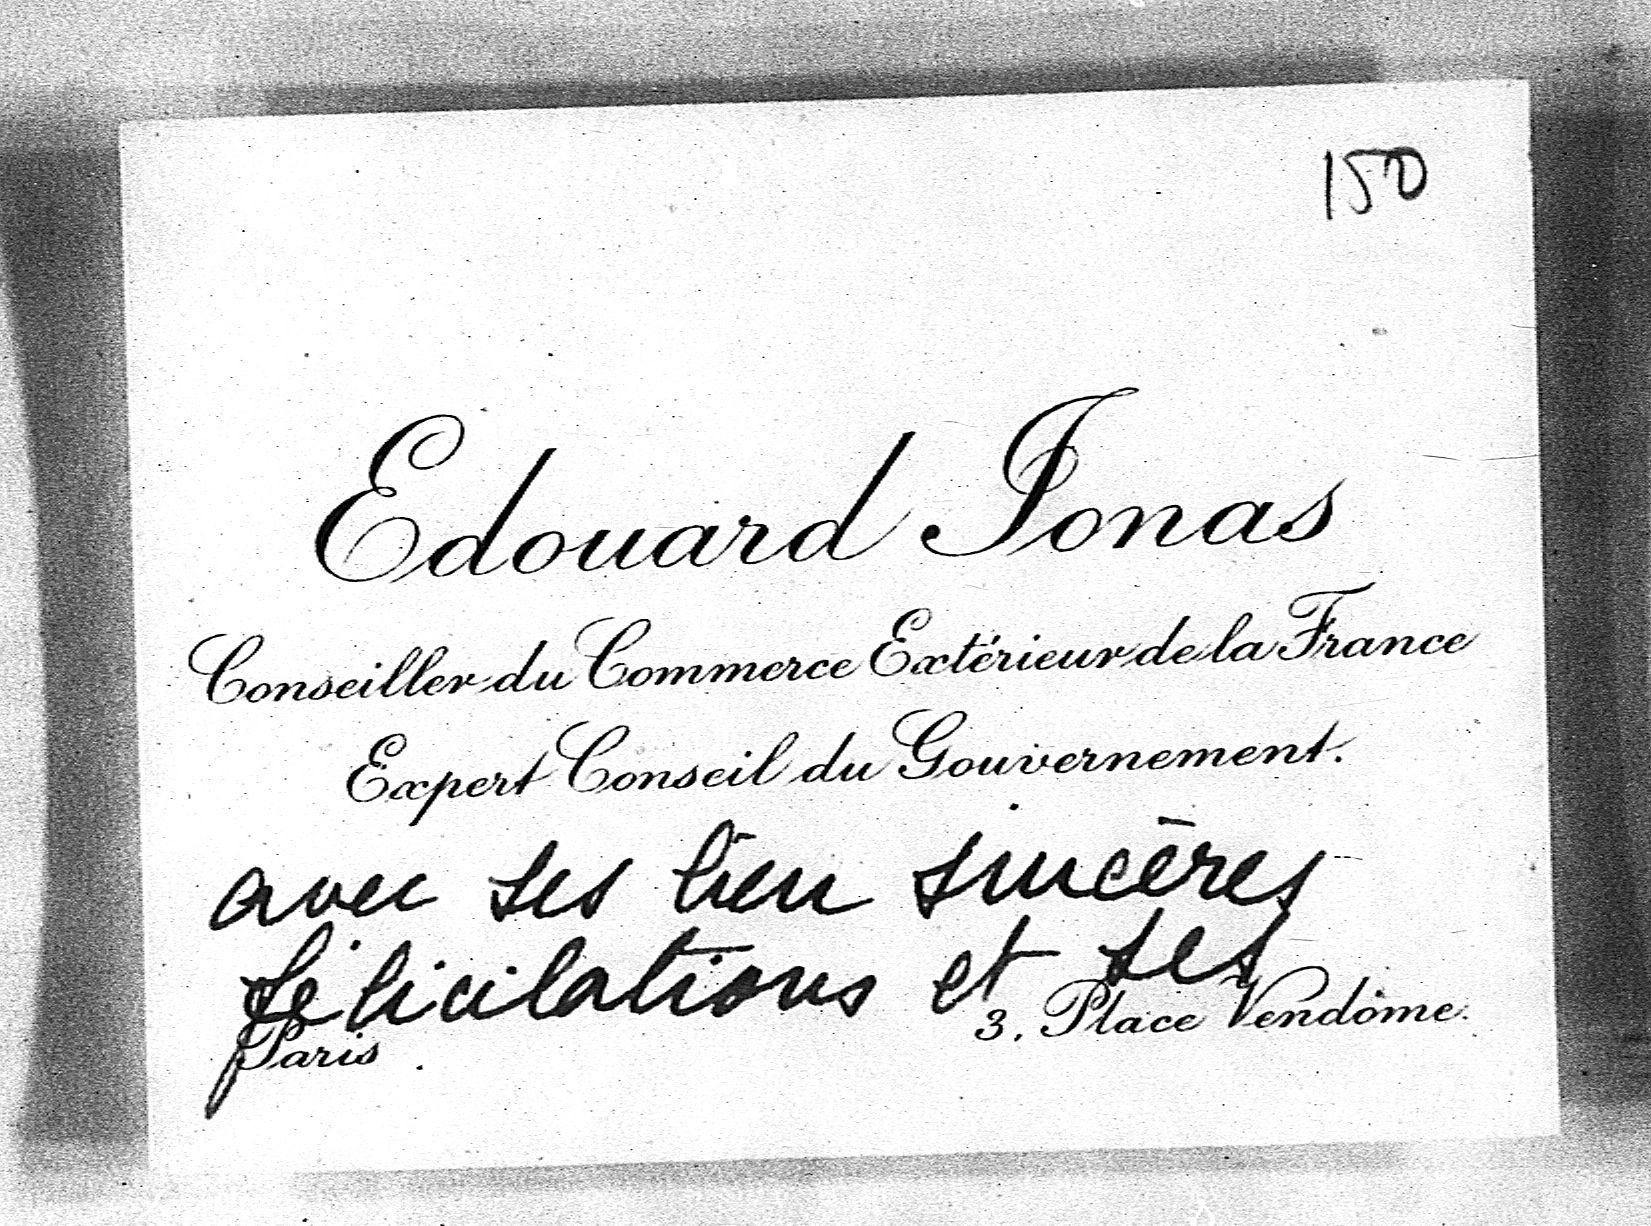 150
Edouard Jonas
Conseiller du Commerce Extérieur de la France
Expert Conseil du Gouvernement.
avec ses bien sincères
félicitations et ses
Paris
3, Place Vendôme.